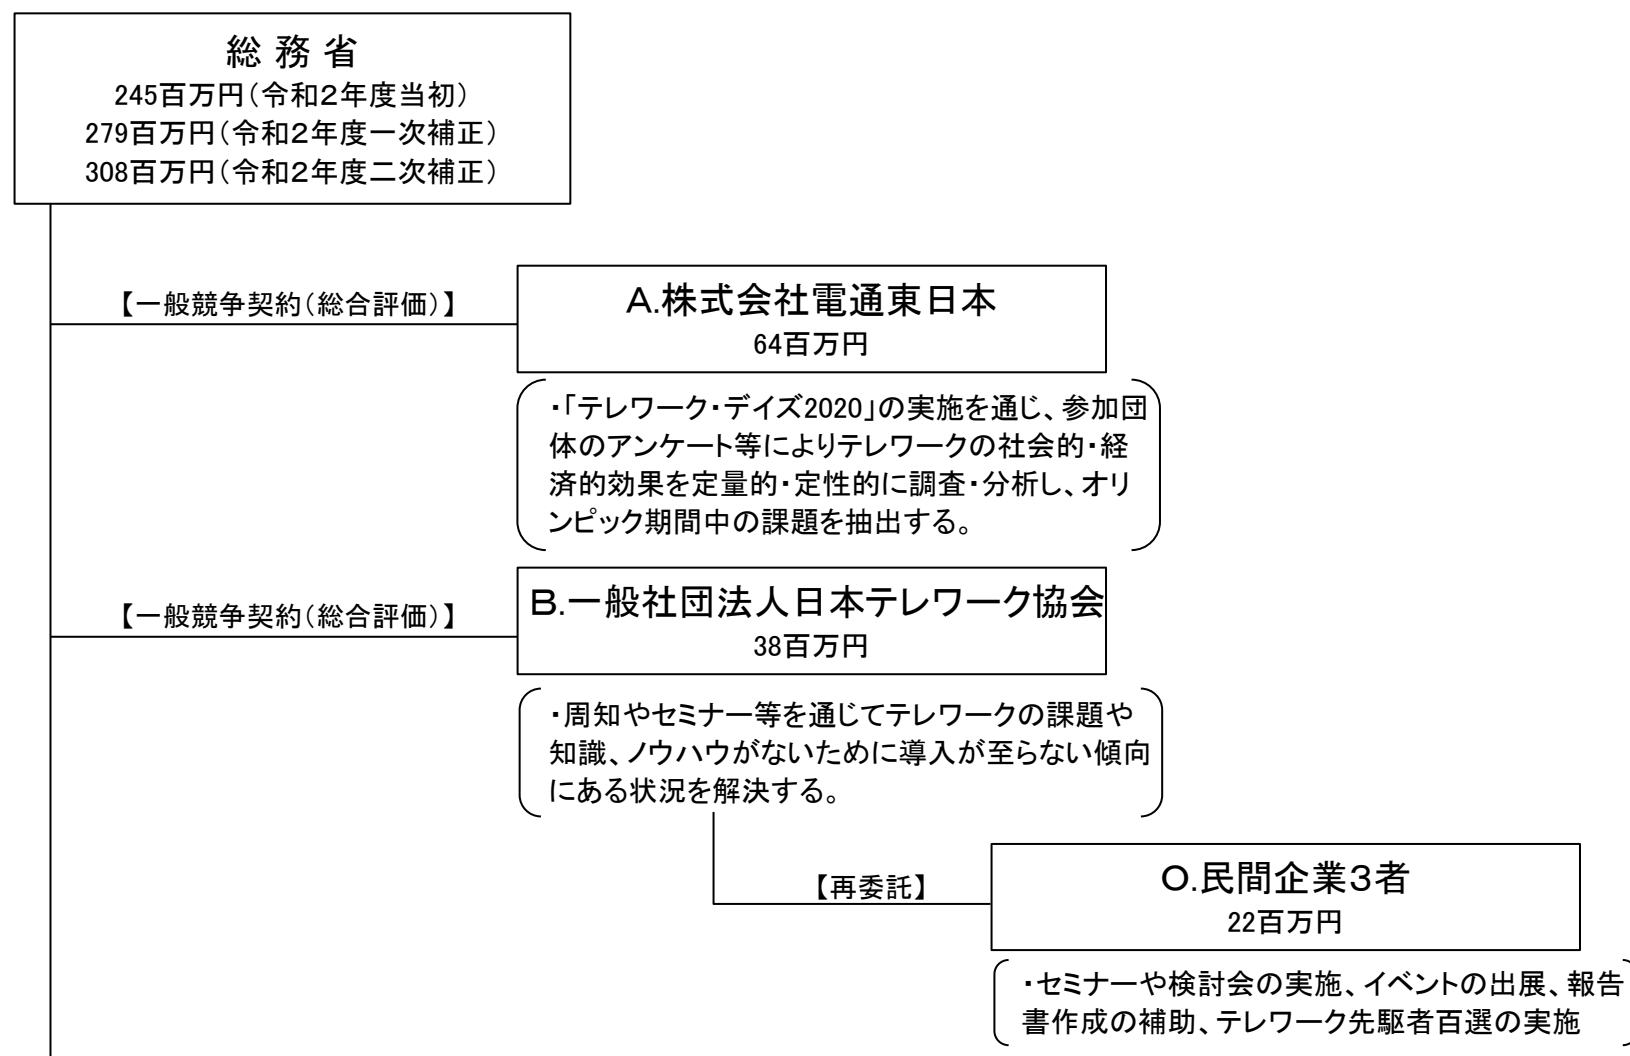 総 務 省
245百万円（令和２年度当初）
279百万円（令和２年度一次補正）
308百万円（令和２年度二次補正）
【一般競争契約（総合評価）】
Ａ.株式会社電通東日本
64百万円
・「テレワーク・デイズ2020」の実施を通じ、参加団
体のアンケート等によりテレワークの社会的・経
済的効果を定量的・定性的に調査・分析し、オリ
ンピック期間中の課題を抽出する。
【一般競争契約（総合評価）】
Ｂ.一般社団法人日本テレワーク協会
38百万円
・周知やセミナー等を通じてテレワークの課題や
知識、ノウハウがないために導入が至らない傾向
にある状況を解決する。
【再委託】
Ｏ.民間企業３者
22百万円
・セミナーや検討会の実施、イベントの出展、報告
書作成の補助、テレワーク先駆者百選の実施